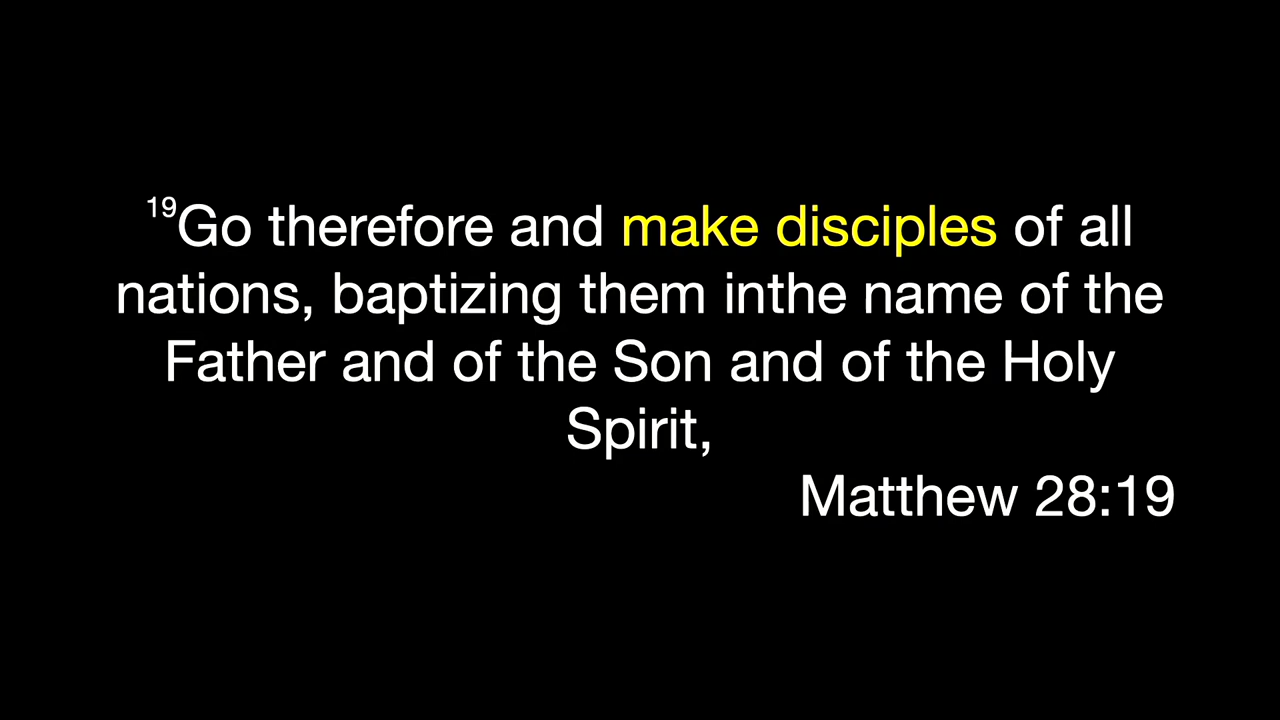 19Go therefore and make disciples of all
nations, baptizing them inthe name of the
Father and of the Son and of the Holy
Spirit,
Matthew 28:19